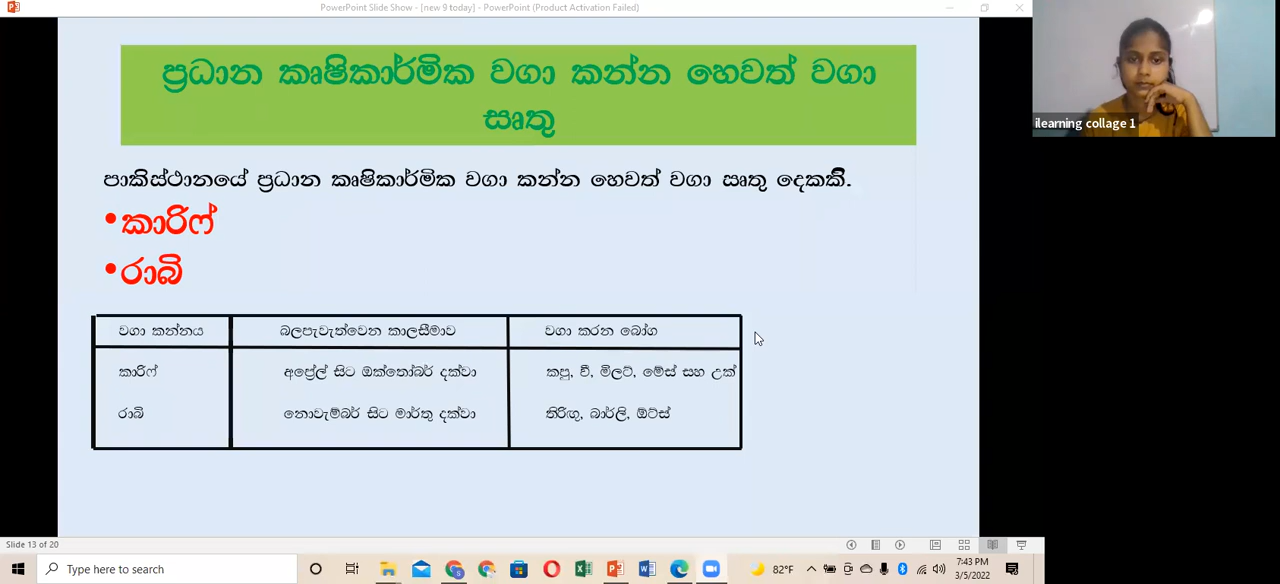 PowerPoint Slide Show - [new 9 today] - PowerPoint (Product Activation Failed)
ප්‍රධාන කෘෂිකාර්මික වගා කන්න හෙවත් වගා
සෘතු
ilearning collage 1
පාකිස්ථානයේ ප්‍රධාන කෘෂිකාර්මික වගා කන්න හෙවත් වගා සෘතු දෙකකි.
•කාරිෆ්
•රාබි
වගා කන්නය බලපැවැත්වෙන කාලසීමාව වගා කරන බෝග
කාරිෆ් අප්‍රේල් සිට ඔක්තෝබර් දක්වා කපු, වී, මිලට්, මේස් සහ උක්
රාබි නොවැම්බර් සිට මාර්තු දක්වා තිරිඟු, බාර්ලි, ඕට්ස්
Slide 13 of 20
Type here to search
82°F
7:43 PM
3/5/2022